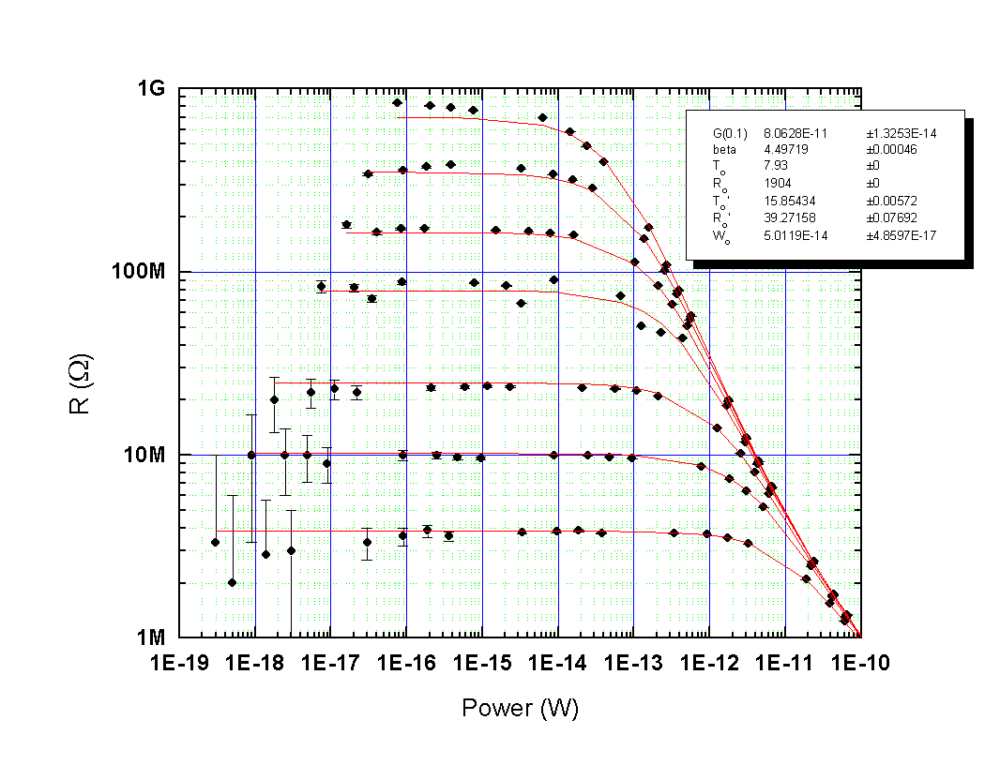 1G
100M
10M
1M
R (Ω)
G(0.1) 8.0628E-11 ±1.3253E-14
beta 4.49719 ±0.00046
To 7.93 ±0
Ro 1904 ±0
To' 15.85434 ±0.00572
Ro' 39.27158 ±0.07692
Wo 5.0119E-14 ±4.8597E-17
1E-19 1E-18 1E-17 1E-16 1E-15 1E-14 1E-13 1E-12 1E-11 1E-10
Power (W)